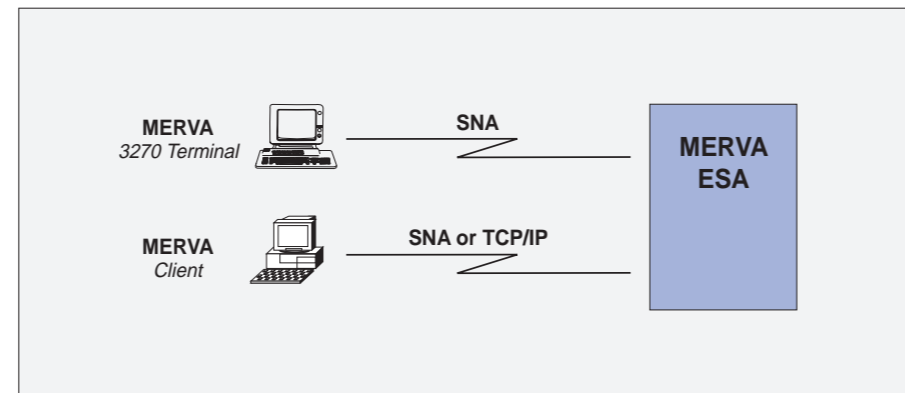 MERVA
3270 Terminal
SNA
MERVA
ESA
MERVA
Client
SNA or TCP/IP